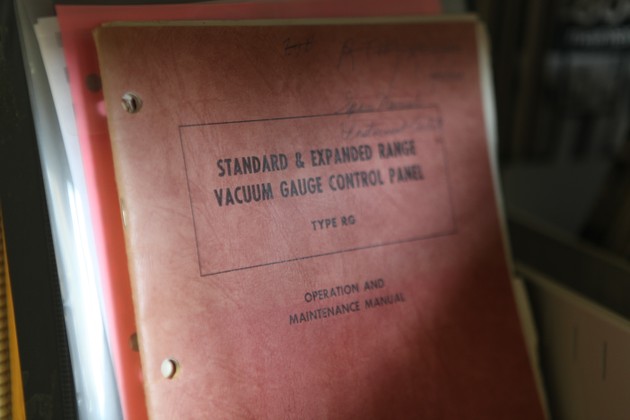 STANDARD & EXPANDED RANGE
VACUUM GAUGE CONTROL PANEL
TYPE RG
OPERATION AND
MAINTENANCE MANUAL